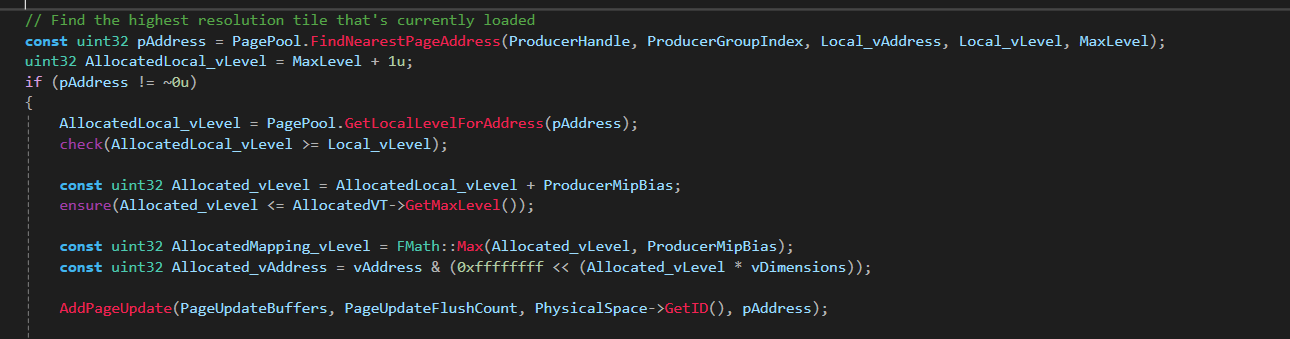 // Find the highest resolution tile that's currently loaded
const uint32 pAddress = PagePool.FindNearestPageAddress(ProducerHandle, ProducerGroupIndex, Local_vAddress, Local_vLevel, MaxLevel);
uint32 AllocatedLocal_vLevel = MaxLevel + 1u;
if (pAddress != ~0u)
{
AllocatedLocal_vLevel = PagePool.GetLocalLevelForAddress(pAddress);
check(AllocatedLocal_vLevel >= Local_vLevel);
const uint32 Allocated_vLevel = AllocatedLocal_vLevel + ProducerMipBias;
ensure(Allocated_vLevel <= AllocatedVT->GetMaxLevel());
const uint32 AllocatedMapping_vLevel = FMath::Max(Allocated_vLevel, ProducerMipBias);
const uint32 Allocated_vAddress = vAddress & (0xffffffff << (Allocated_vLevel * vDimensions));
AddPageUpdate(PageUpdateBuffers, PageUpdateFlushCount, PhysicalSpace->GetID(), pAddress);